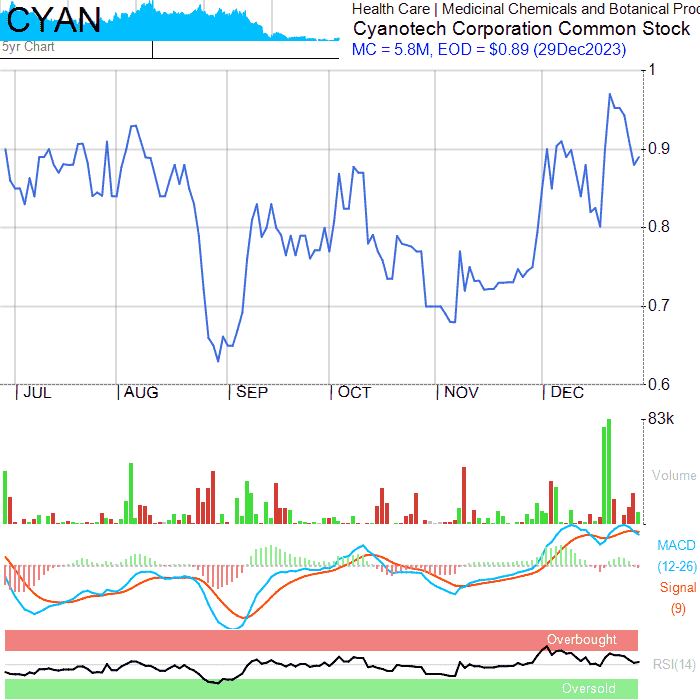 CYAN
5yr Chart
Health Care | Medicinal Chemicals and Botanical Proc
Cyanotech Corporation Common Stock
MC = 5.8M, EOD = $0.89 (29Dec2023)
1
0.9
0.8
0.7
0.6
JUL AUG SEP OCT NOV DEC
83k
Volume
MACD
(12-26)
Signal
(9)
Overbought
RSI(14)
Oversold